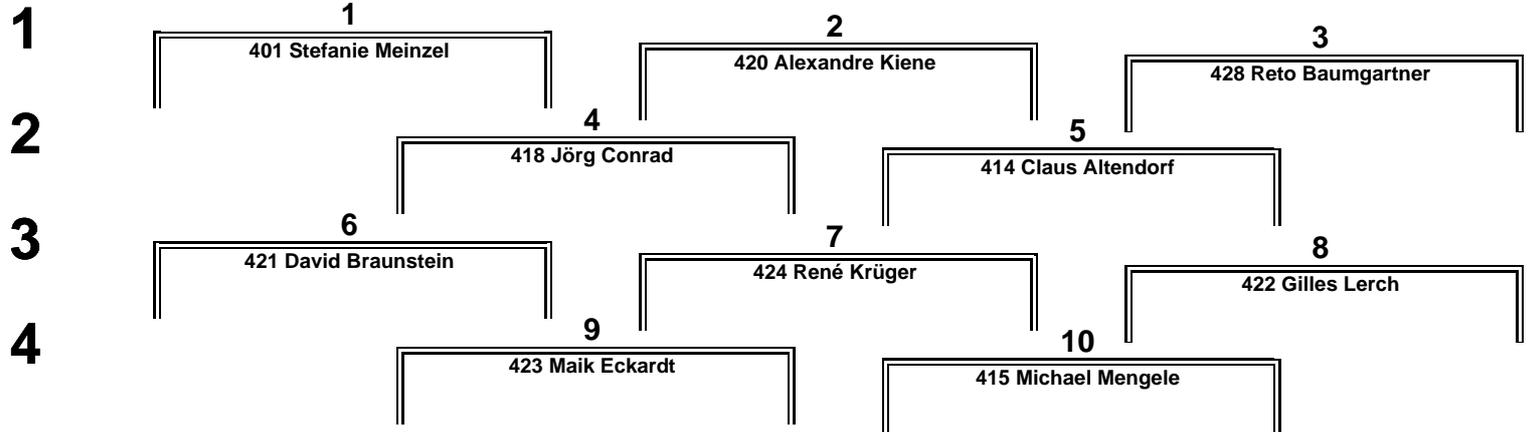 1
1
2
3
401 Stefanie Meinzel
420 Alexandre Kiene
428 Reto Baumgartner
2
4
5
418 Jörg Conrad
414 Claus Altendorf
3
6
7
8
421 David Braunstein
424 René Krüger
422 Gilles Lerch
4
9
10
423 Maik Eckardt
415 Michael Mengele